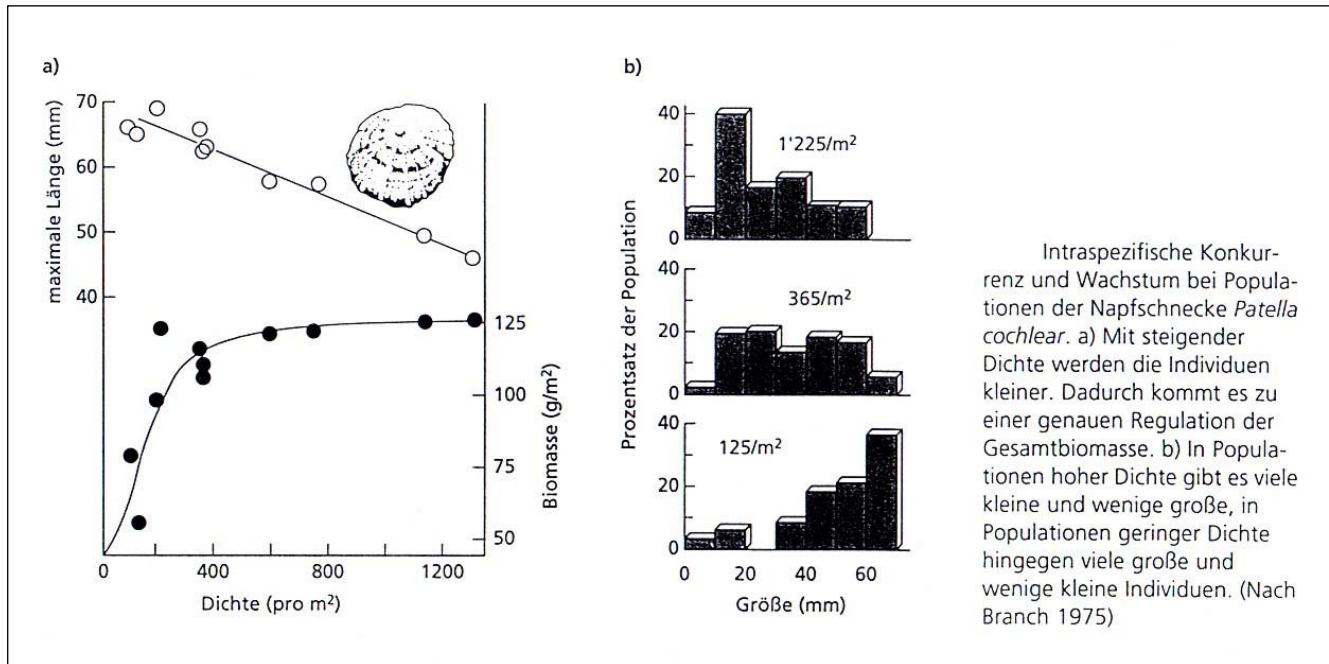 a)
maximale Länge (mm)
70
60
50
40
125
100
75
50
Biomasse (g/m²)
0
400
800
1200
Dichte (pro m²)
b)
Prozentsatz der Population
40
20
0
1'225/m²
40
20
0
365/m²
40
20
0
125/m²
0
20
40
60
Größe (mm)
Intraspezifische Konkur-
renz und Wachstum bei Popula-
tionen der Napfschnecke Patella
cochlear. a) Mit steigender
Dichte werden die Individuen
kleiner. Dadurch kommt es zu
einer genauen Regulation der
Gesamtbiomasse. b) In Popula-
tionen hoher Dichte gibt es viele
kleine und wenige große, in
Populationen geringer Dichte
hingegen viele große und
wenige kleine Individuen. (Nach
Branch 1975)